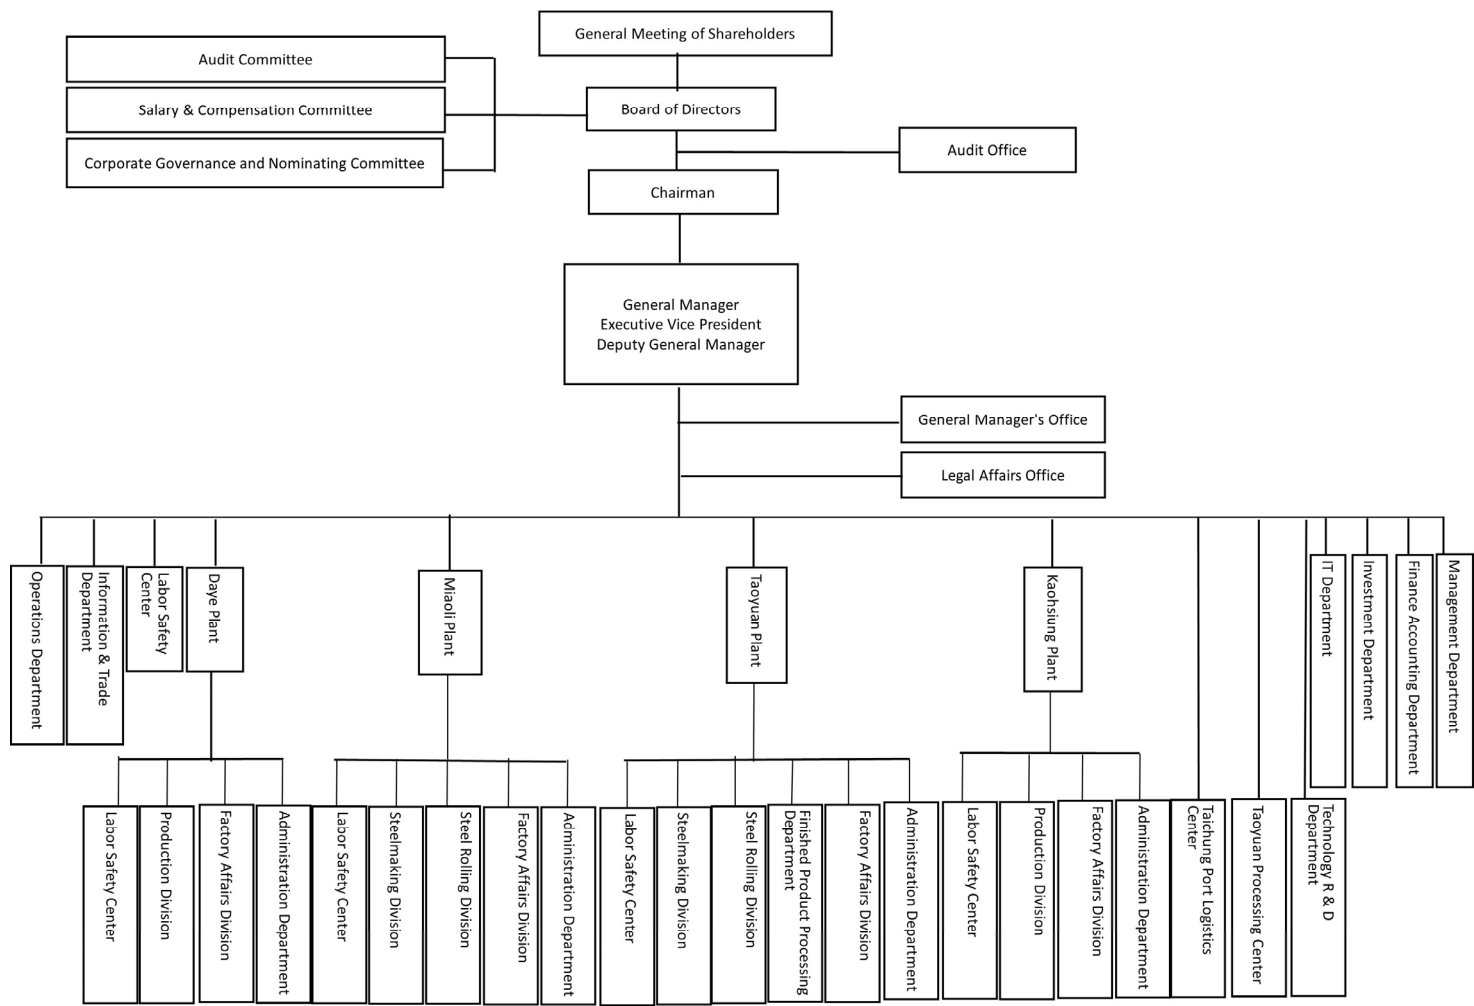 General Meeting of Shareholders
Audit Committee
Salary & Compensation Committee
Board of Directors
Corporate Governance and Nominating Committee
Audit Office
Chairman
General Manager
Executive Vice President
Deputy General Manager
General Manager's Office
Legal Affairs Office
Operations Department
Information & Trade
Department
Labor Safety
Center
Daye Plant
Miaoli Plant
Taoyuan Plant
Kaohsiung Plant
IT Department
Investment Department
Finance Accounting Department
Management Department
Labor Safety Center
Production Division
Factory Affairs Division
Administration Department
Labor Safety Center
Steelmaking Division
Steel Rolling Division
Factory Affairs Division
Administration Department
Labor Safety Center
Steelmaking Division
Steel Rolling Division
Finished Product Processing
Department
Factory Affairs Division
Administration Department
Labor Safety Center
Production Division
Factory Affairs Division
Administration Department
Taichung Port Logistics
Center
Taoyuan Processing Center
Technology R & D
Department